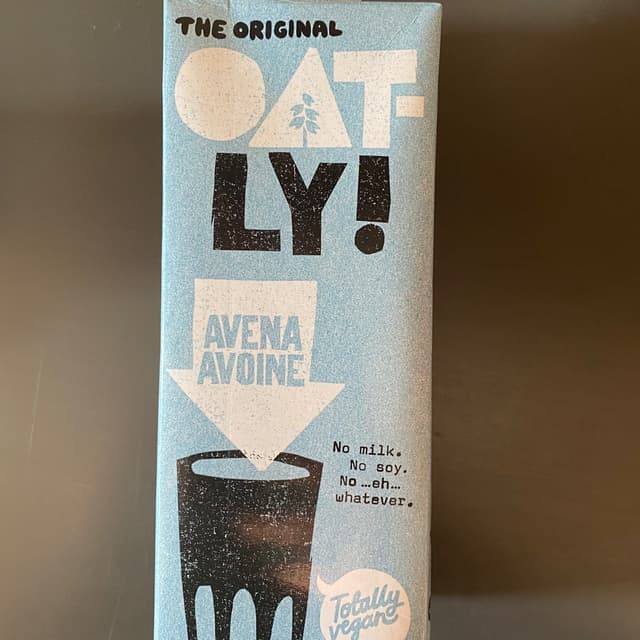 THE ORIGINAL
OAT-
LY!
AVENA
AVOINE
No milk.
No soy.
No ...eh...
whatever.
Totally
vegan